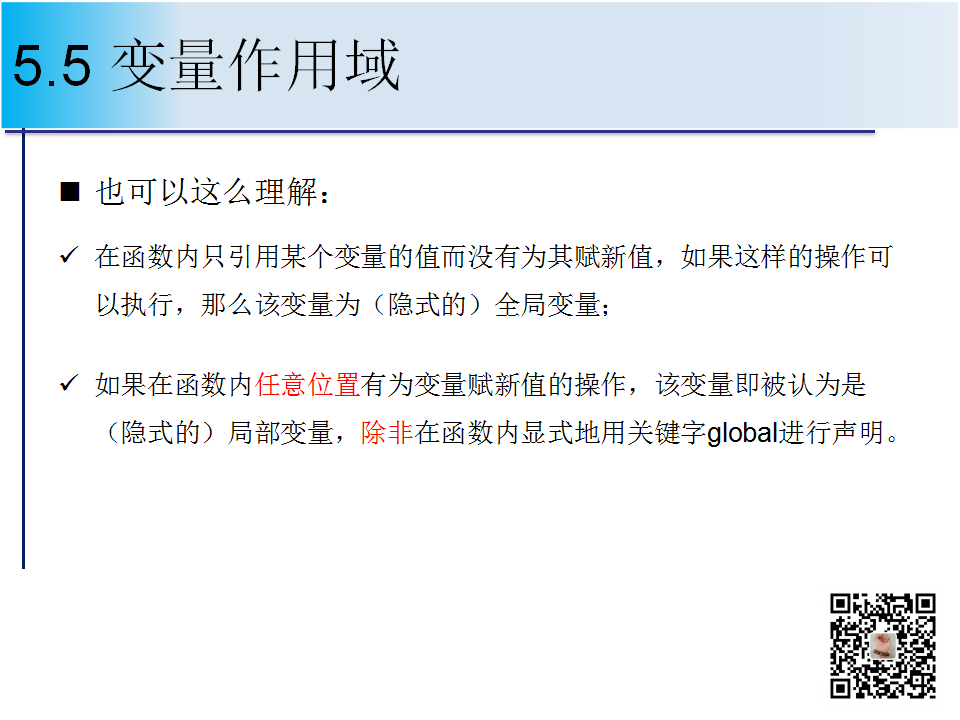 5.5 变量作用域
也可以这么理解：
在函数内只引用某个变量的值而没有为其赋新值，如果这样的操作可
以执行，那么该变量为（隐式的）全局变量；
如果在函数内任意位置有为变量赋新值的操作，该变量即被认为是
（隐式的）局部变量，除非在函数内显式地用关键字global进行声明。